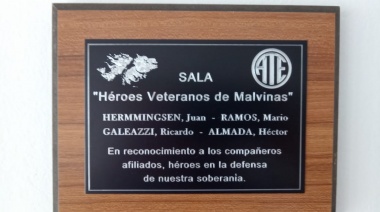 ATE
SALA
"Héroes Veteranos de Malvinas"
HERMMINGSEN, Juan - RAMOS, Mario
GALEAZZI, Ricardo - ALMADA, Héctor
En reconocimiento a los compañeros
afiliados, héroes en la defensa
de nuestra soberania.